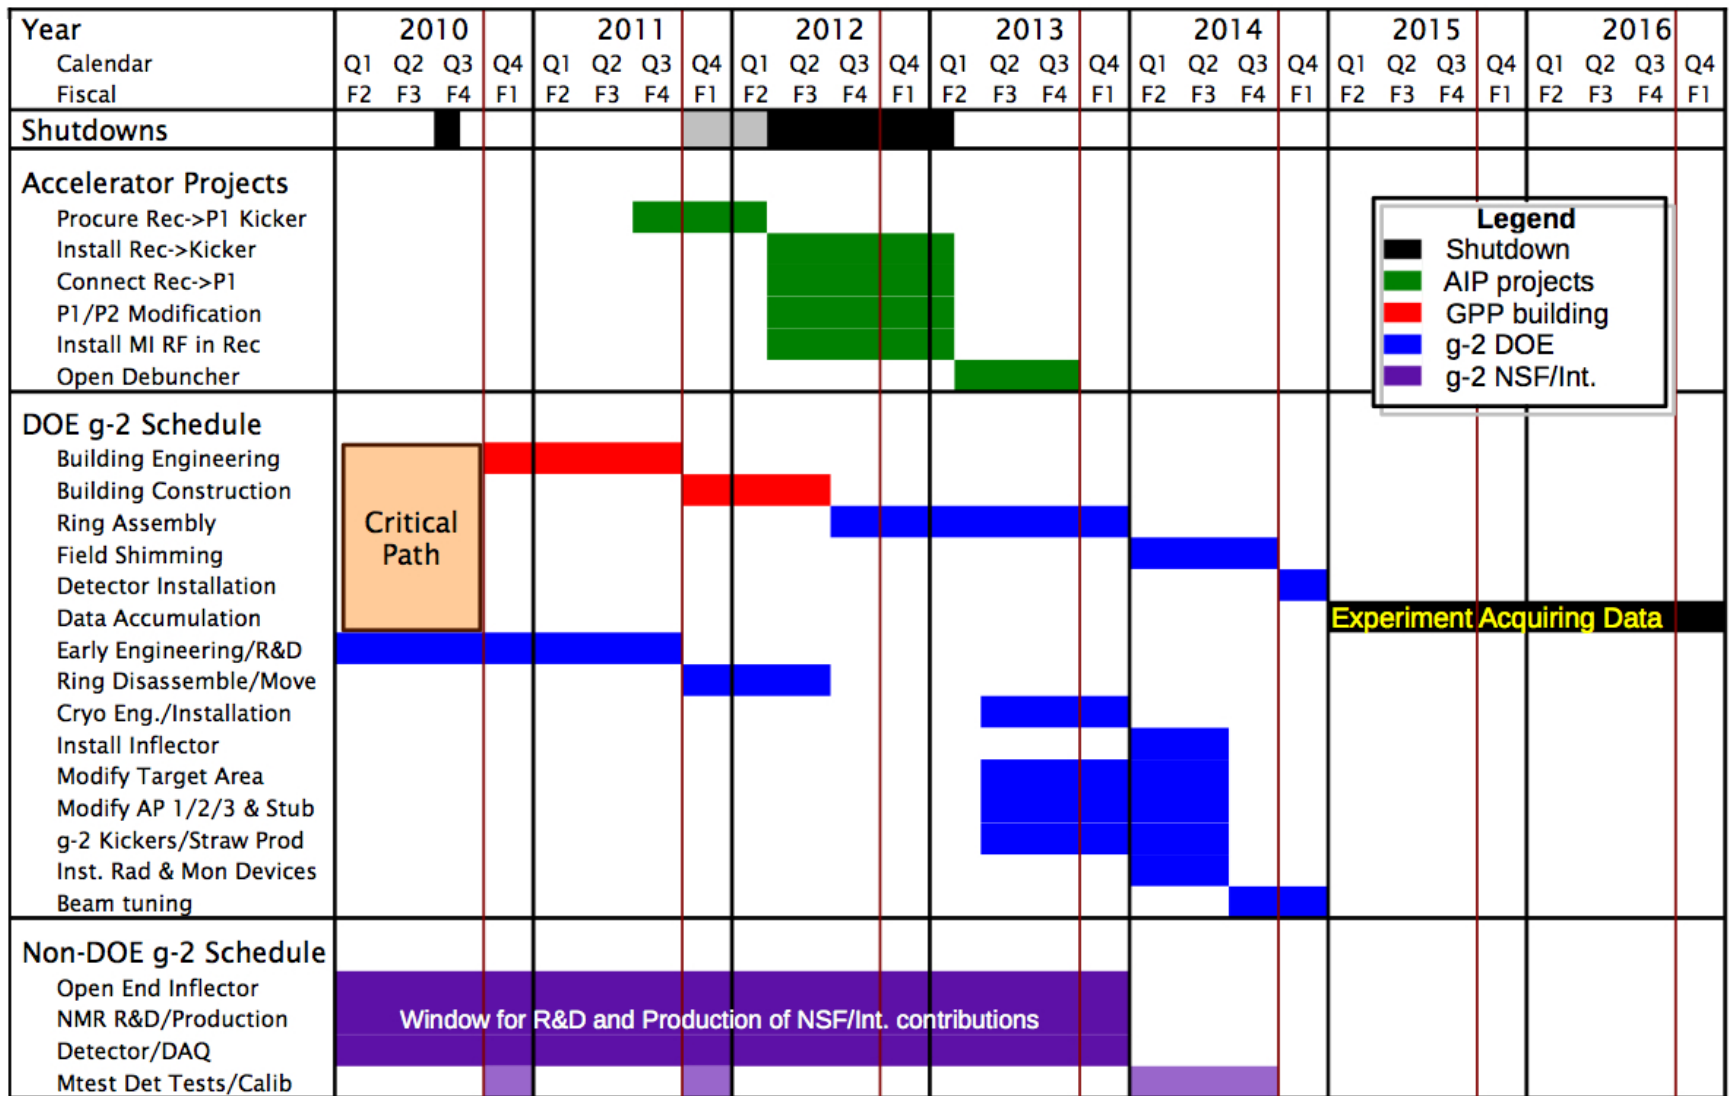 Year 2010 2011 2012 2013 2014 2015 2016
Calendar Q1 Q2 Q3 Q4 Q1 Q2 Q3 Q4 Q1 Q2 Q3 Q4 Q1 Q2 Q3 Q4 Q1 Q2 Q3 Q4 Q1 Q2 Q3 Q4 Q1 Q2 Q3 Q4
Fiscal F2 F3 F4 F1 F2 F3 F4 F1 F2 F3 F4 F1 F2 F3 F4 F1 F2 F3 F4 F1 F2 F3 F4 F1 F2 F3 F4 F1
Shutdowns
Accelerator Projects
Procure Rec->P1 Kicker
Install Rec->Kicker
Connect Rec->P1
P1/P2 Modification
Install MI RF in Rec
Open Debuncher
Legend
Shutdown
AIP projects
GPP building
g-2 DOE
g-2 NSF/Int.
DOE g-2 Schedule
Building Engineering
Building Construction
Ring Assembly
Field Shimming
Detector Installation
Data Accumulation
Critical
Path
Experiment Acquiring Data
Early Engineering/R&D
Ring Disassemble/Move
Cryo Eng./Installation
Install Inflector
Modify Target Area
Modify AP 1/2/3 & Stub
g-2 Kickers/Straw Prod
Inst. Rad & Mon Devices
Beam tuning
Non-DOE g-2 Schedule
Open End Inflector
NMR R&D/Production
Window for R&D and Production of NSF/Int. contributions
Detector/DAQ
Mtest Det Tests/Calib